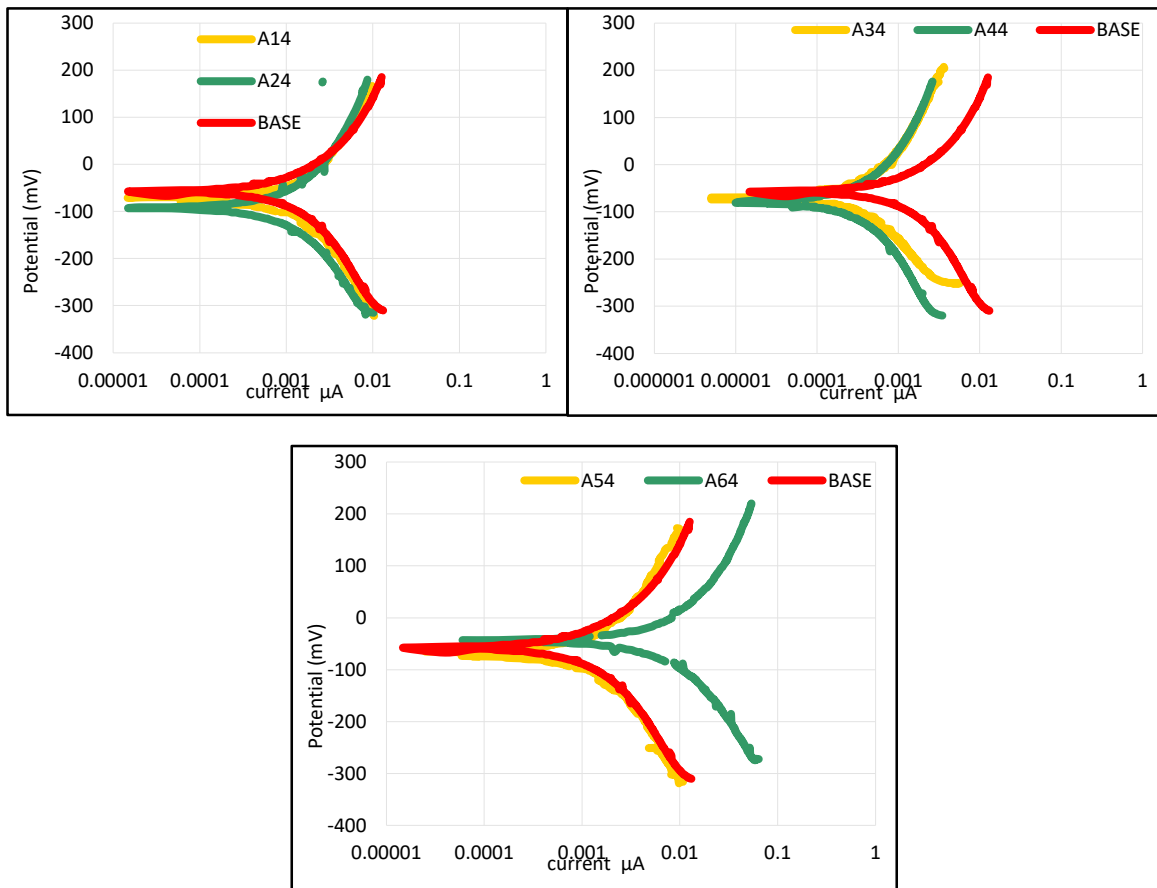 300
200
100
0
-100
-200
-300
-400
Potential (mV)
0.00001 0.0001 0.001 0.01 0.1 1
current µA
A14
A24
BASE
300
200
100
0
-100
-200
-300
-400
Potential (mV)
0.000001 0.00001 0.0001 0.001 0.01 0.1 1
current µA
A34 A44 BASE
300
200
100
0
-100
-200
-300
-400
Potential (mV)
0.00001 0.0001 0.001 0.01 0.1 1
current µA
A54 A64 BASE